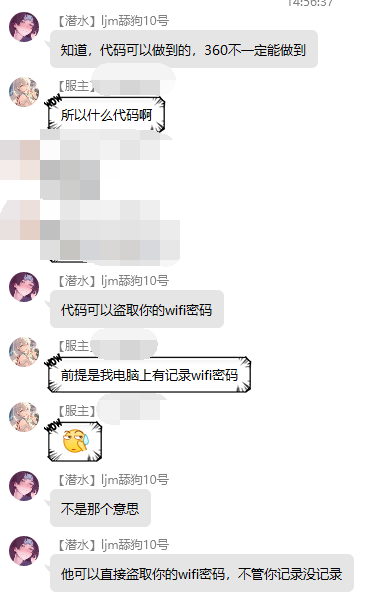 14:56:37
【潜水】ljm舔狗10号
知道，代码可以做到的，360不一定能做到
【服主】
WOW
所以什么代码啊
【潜水】ljm舔狗10号
代码可以盗取你的wifi密码
【服主】
WOW
前提是我电脑上有记录wifi密码
【服主】
WOW
【潜水】ljm舔狗10号
不是那个意思
【潜水】ljm舔狗10号
他可以直接盗取你的wifi密码，不管你记录没记录